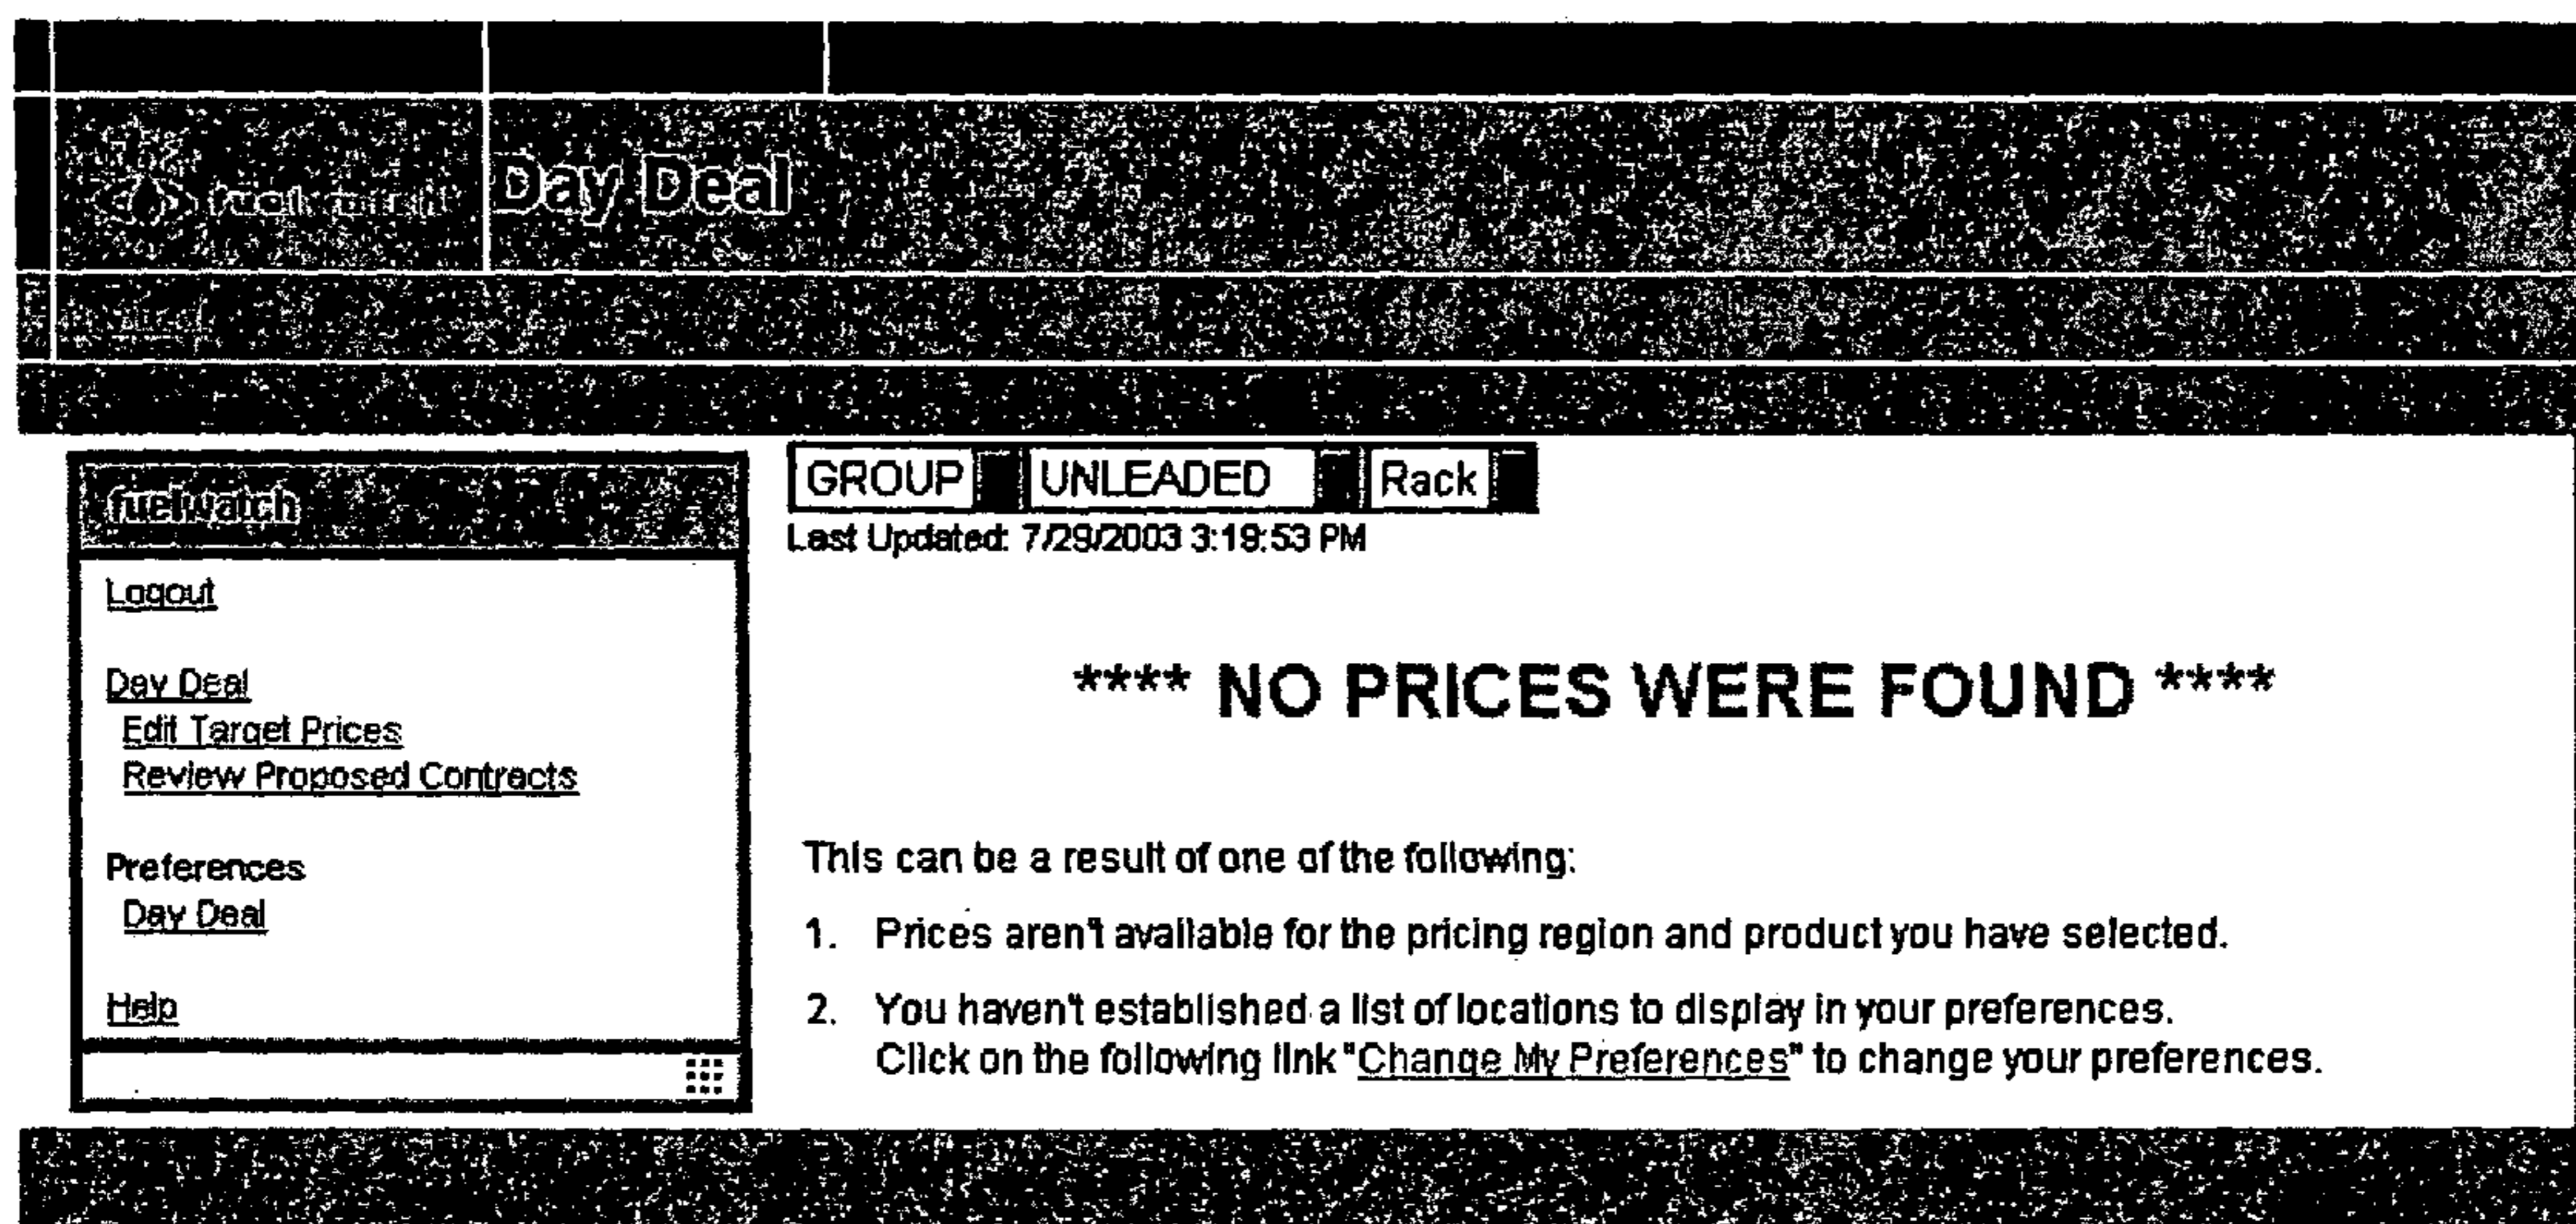 fuelwatch
Day Deal
fuelwatch
Logout
Day Deal
Edit Target Prices
Review Proposed Contracts
Preferences
Day Deal
Help
GROUP UNLEADED Rack
Last Updated: 7/29/2003 3:19:53 PM
**** NO PRICES WERE FOUND ****
This can be a result of one of the following:
1. Prices aren't available for the pricing region and product you have selected.
2. You haven't established a list of locations to display in your preferences.
Click on the following link "Change My Preferences" to change your preferences.